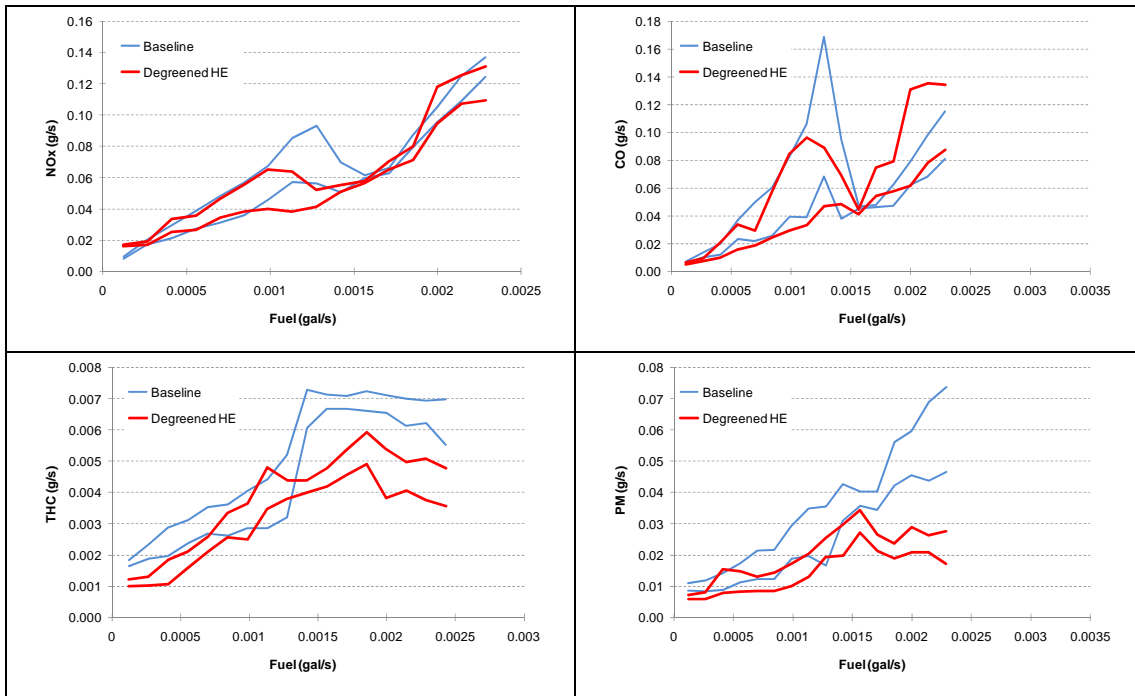 0.16
0.14
0.12
0.10
0.08
0.06
0.04
0.02
0.00
NOx (g/s)
Baseline
Degreened HE
0 0.0005 0.001 0.0015 0.002 0.0025
Fuel (gal/s)
0.18
0.16
0.14
0.12
0.10
0.08
0.06
0.04
0.02
0.00
CO (g/s)
Baseline
Degreened HE
0 0.0005 0.001 0.0015 0.002 0.0025 0.003 0.0035
Fuel (gal/s)
0.008
0.007
0.006
0.005
0.004
0.003
0.002
0.001
0.000
THC (g/s)
Baseline
Degreened HE
0 0.0005 0.001 0.0015 0.002 0.0025 0.003
Fuel (gal/s)
0.08
0.07
0.06
0.05
0.04
0.03
0.02
0.01
0.00
PM (g/s)
Baseline
Degreened HE
0 0.0005 0.001 0.0015 0.002 0.0025 0.003 0.0035
Fuel (gal/s)